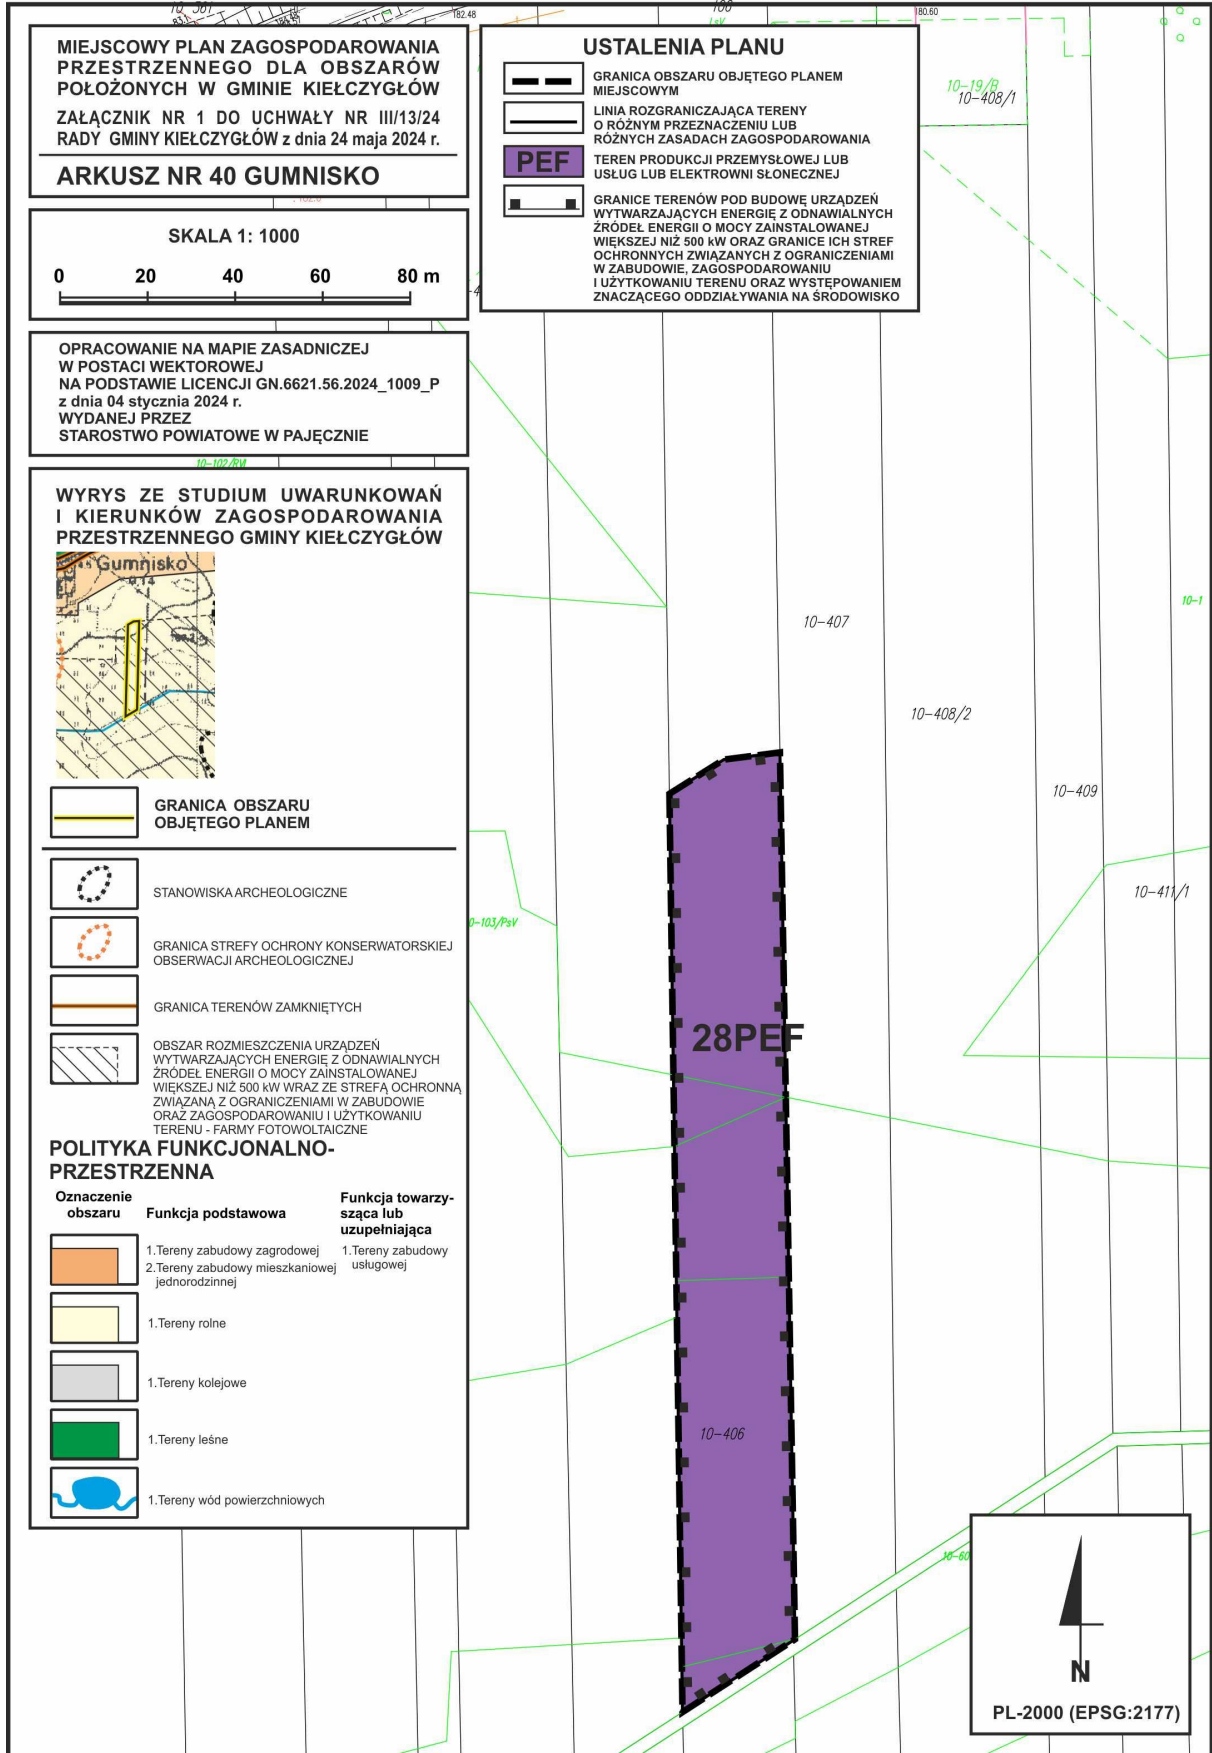 MIEJSCOWY PLAN ZAGOSPODAROWANIA
PRZESTRZENNEGO DLA OBSZARÓW
POŁOŻONYCH W GMINIE KIEŁCZYGŁÓW
ZAŁĄCZNIK NR 1 DO UCHWAŁY NR III/13/24
RADY GMINY KIEŁCZYGŁÓW z dnia 24 maja 2024 r.
ARKUSZ NR 40 GUMNISKO
SKALA 1: 1000
0 20 40 60 80 m
OPRACOWANIE NA MAPIE ZASADNICZEJ
W POSTACI WEKTOROWEJ
NA PODSTAWIE LICENCJI GN.6621.56.2024_1009_P
z dnia 04 stycznia 2024 r.
WYDANEJ PRZEZ
STAROSTWO POWIATOWE W PAJĘCZNIE
10-102/RVI
WYRYS ZE STUDIUM UWARUNKOWAŃ
I KIERUNKÓW ZAGOSPODAROWANIA
PRZESTRZENNEGO GMINY KIEŁCZYGŁÓW
Gumnisko
GRANICA OBSZARU
OBJĘTEGO PLANEM
STANOWISKA ARCHEOLOGICZNE
GRANICA STREFY OCHRONY KONSERWATORSKIEJ
OBSERWACJI ARCHEOLOGICZNEJ
GRANICA TERENÓW ZAMKNIĘTYCH
OBSZAR ROZMIESZCZENIA URZĄDZEŃ
WYTWARZAJĄCYCH ENERGIĘ Z ODNAWIALNYCH
ŹRÓDEŁ ENERGII O MOCY ZAINSTALOWANEJ
WIĘKSZEJ NIŻ 500 kW WRAZ ZE STREFĄ OCHRONNĄ
ZWIĄZANĄ Z OGRANICZENIAMI W ZABUDOWIE
ORAZ ZAGOSPODAROWANIU I UŻYTKOWANIU
TERENU - FARMY FOTOWOLTAICZNE
POLITYKA FUNKCJONALNO-
PRZESTRZENNA
Oznaczenie
obszaru
Funkcja podstawowa
Funkcja towarzy-
sząca lub
uzupełniająca
1.Tereny zabudowy zagrodowej
2.Tereny zabudowy mieszkaniowej
jednorodzinnej
1.Tereny zabudowy
usługowej
1.Tereny rolne
1.Tereny kolejowe
1.Tereny leśne
1.Tereny wód powierzchniowych
USTALENIA PLANU
GRANICA OBSZARU OBJĘTEGO PLANEM
MIEJSCOWYM
LINIA ROZGRANICZAJĄCA TERENY
O RÓŻNYM PRZEZNACZENIU LUB
RÓŻNYCH ZASADACH ZAGOSPODAROWANIA
PEF
TEREN PRODUKCJI PRZEMYSŁOWEJ LUB
USŁUG LUB ELEKTROWNI SŁONECZNEJ
GRANICE TERENÓW POD BUDOWĘ URZĄDZEŃ
WYTWARZAJĄCYCH ENERGIĘ Z ODNAWIALNYCH
ŹRÓDEŁ ENERGII O MOCY ZAINSTALOWANEJ
WIĘKSZEJ NIŻ 500 kW ORAZ GRANICE ICH STREF
OCHRONNYCH ZWIĄZANYCH Z OGRANICZENIAMI
W ZABUDOWIE, ZAGOSPODAROWANIU
I UŻYTKOWANIU TERENU ORAZ WYSTĘPOWANIEM
ZNACZĄCEGO ODDZIAŁYWANIA NA ŚRODOWISKO
182.48
180.60
10-408/1
10-407
10-408/2
10-409
10-411/1
10-1
0-103/PsV
28PEF
10-406
10-60
N
PL-2000 (EPSG:2177)